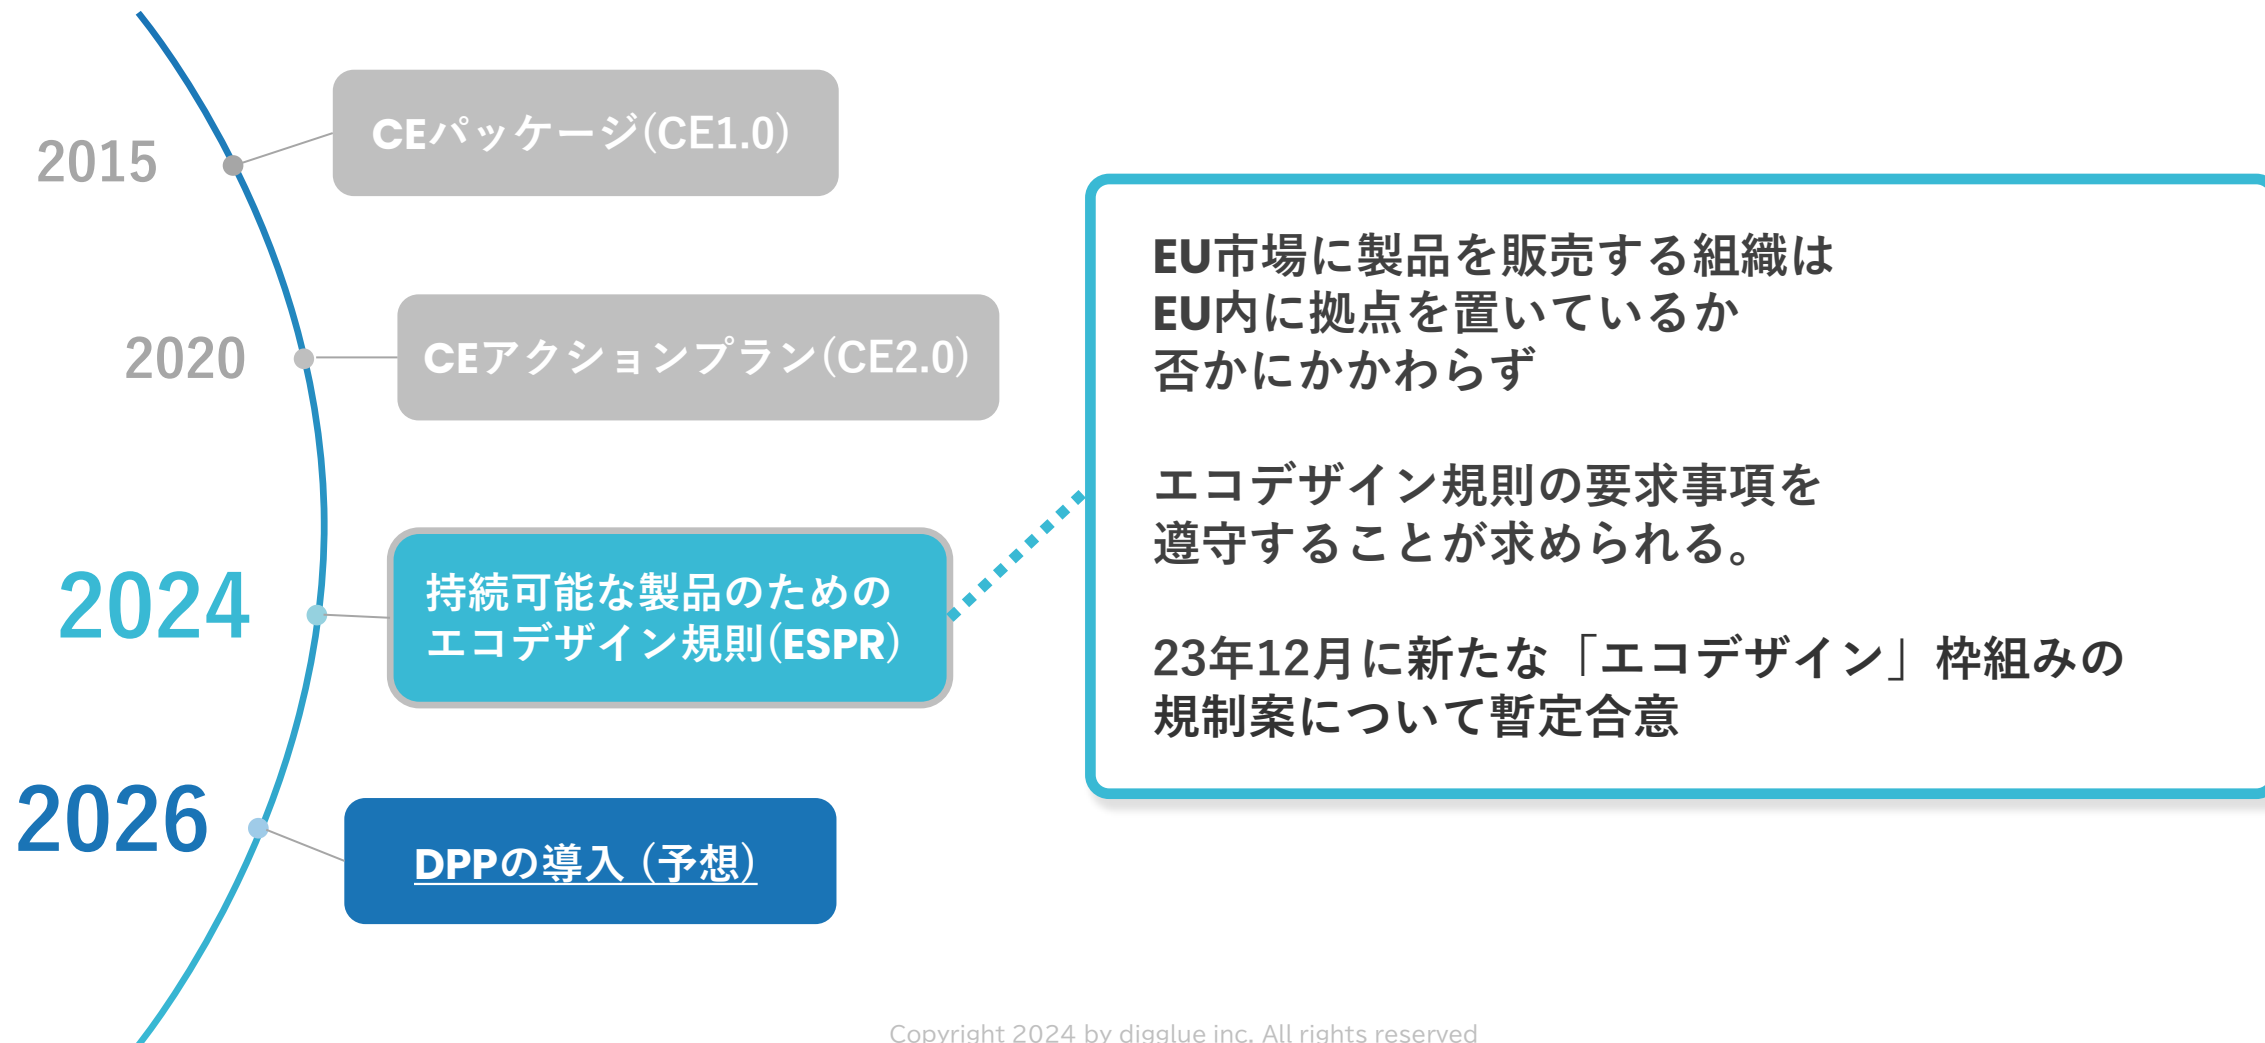 2015
CEパッケージ(CE1.0)
2020
CEアクションプラン(CE2.0)
2024
持続可能な製品のための
エコデザイン規則(ESPR)
2026
DPPの導入（予想）
EU市場に製品を販売する組織は
EU内に拠点を置いているか
否かにかかわらず
エコデザイン規則の要求事項を
遵守することが求められる。
23年12月に新たな「エコデザイン」枠組みの
規制案について暫定合意
Copyright 2024 by digglue inc. All rights reserved